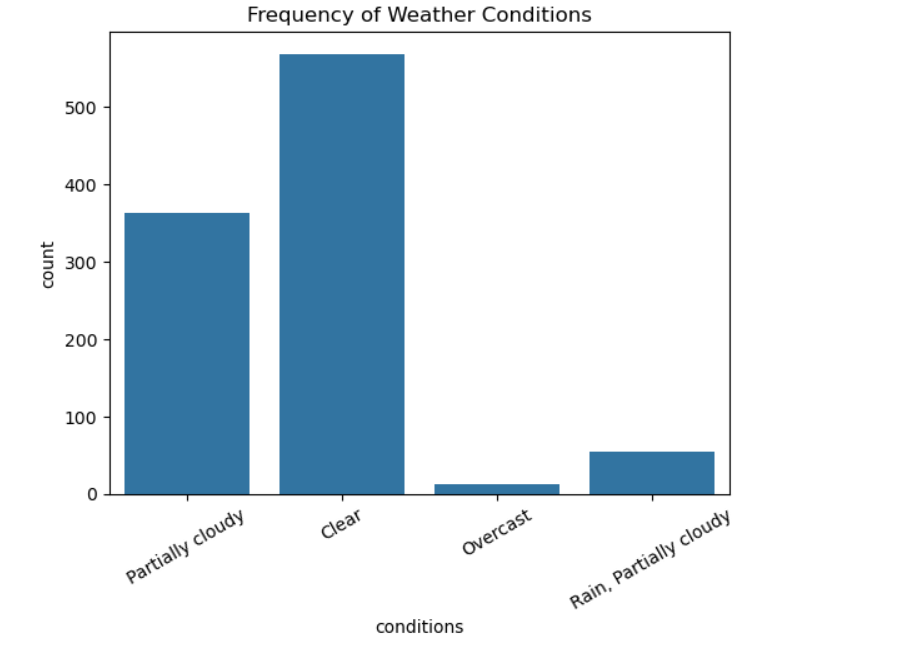 Frequency of Weather Conditions
500
400
300
200
100
0
count
Partially cloudy
Clear
Overcast
Rain, Partially cloudy
conditions